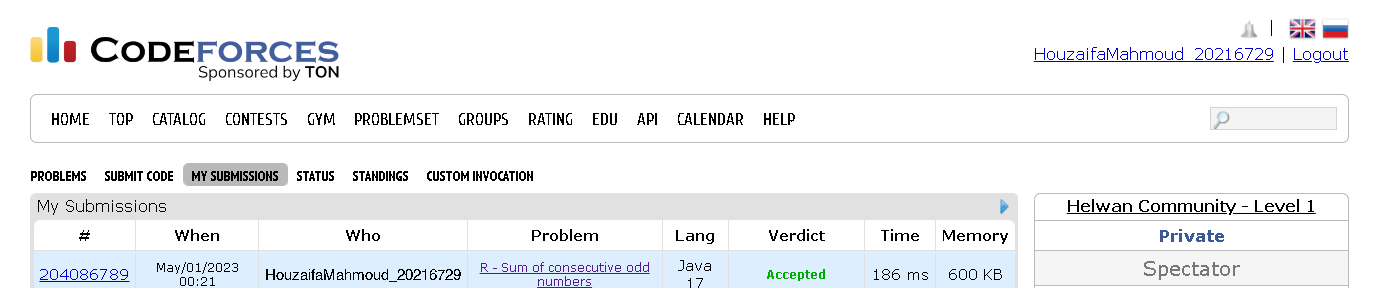 CODEFORCES
Sponsored by TON
|
HouzaifaMahmoud_20216729 | Logout
HOME TOP CATALOG CONTESTS GYM PROBLEMSET GROUPS RATING EDU API CALENDAR HELP
PROBLEMS SUBMIT CODE MY SUBMISSIONS STATUS STANDINGS CUSTOM INVOCATION
My Submissions
# When Who Problem Lang Verdict Time Memory
204086789 May/01/2023 00:21 HouzaifaMahmoud_20216729 R - Sum of consecutive odd numbers Java 17 Accepted 186 ms 600 KB
Helwan Community - Level 1
Private
Spectator